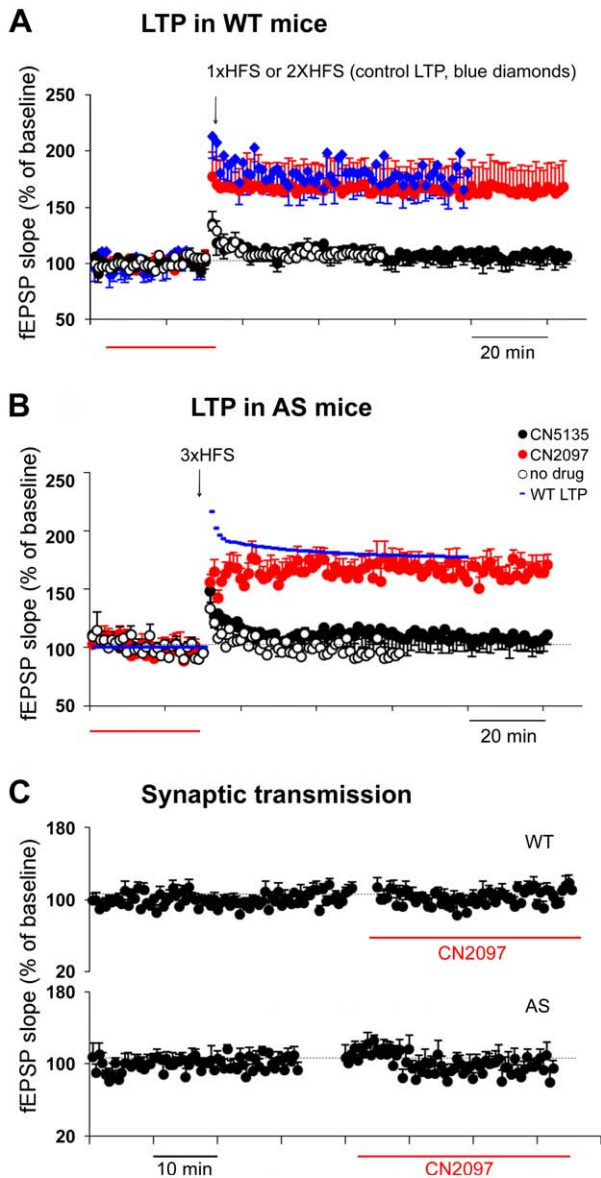 A LTP in WT mice
1xHFS or 2XHFS (control LTP, blue diamonds)
250
200
150
100
50
fEPSP slope (% of baseline)
20 min
B LTP in AS mice
3xHFS
CN5135
CN2097
no drug
WT LTP
250
200
150
100
50
fEPSP slope (% of baseline)
20 min
C Synaptic transmission
180
100
20
WT
CN2097
180
100
20
AS
fEPSP slope (% of baseline)
fEPSP slope (% of baseline)
10 min
CN2097